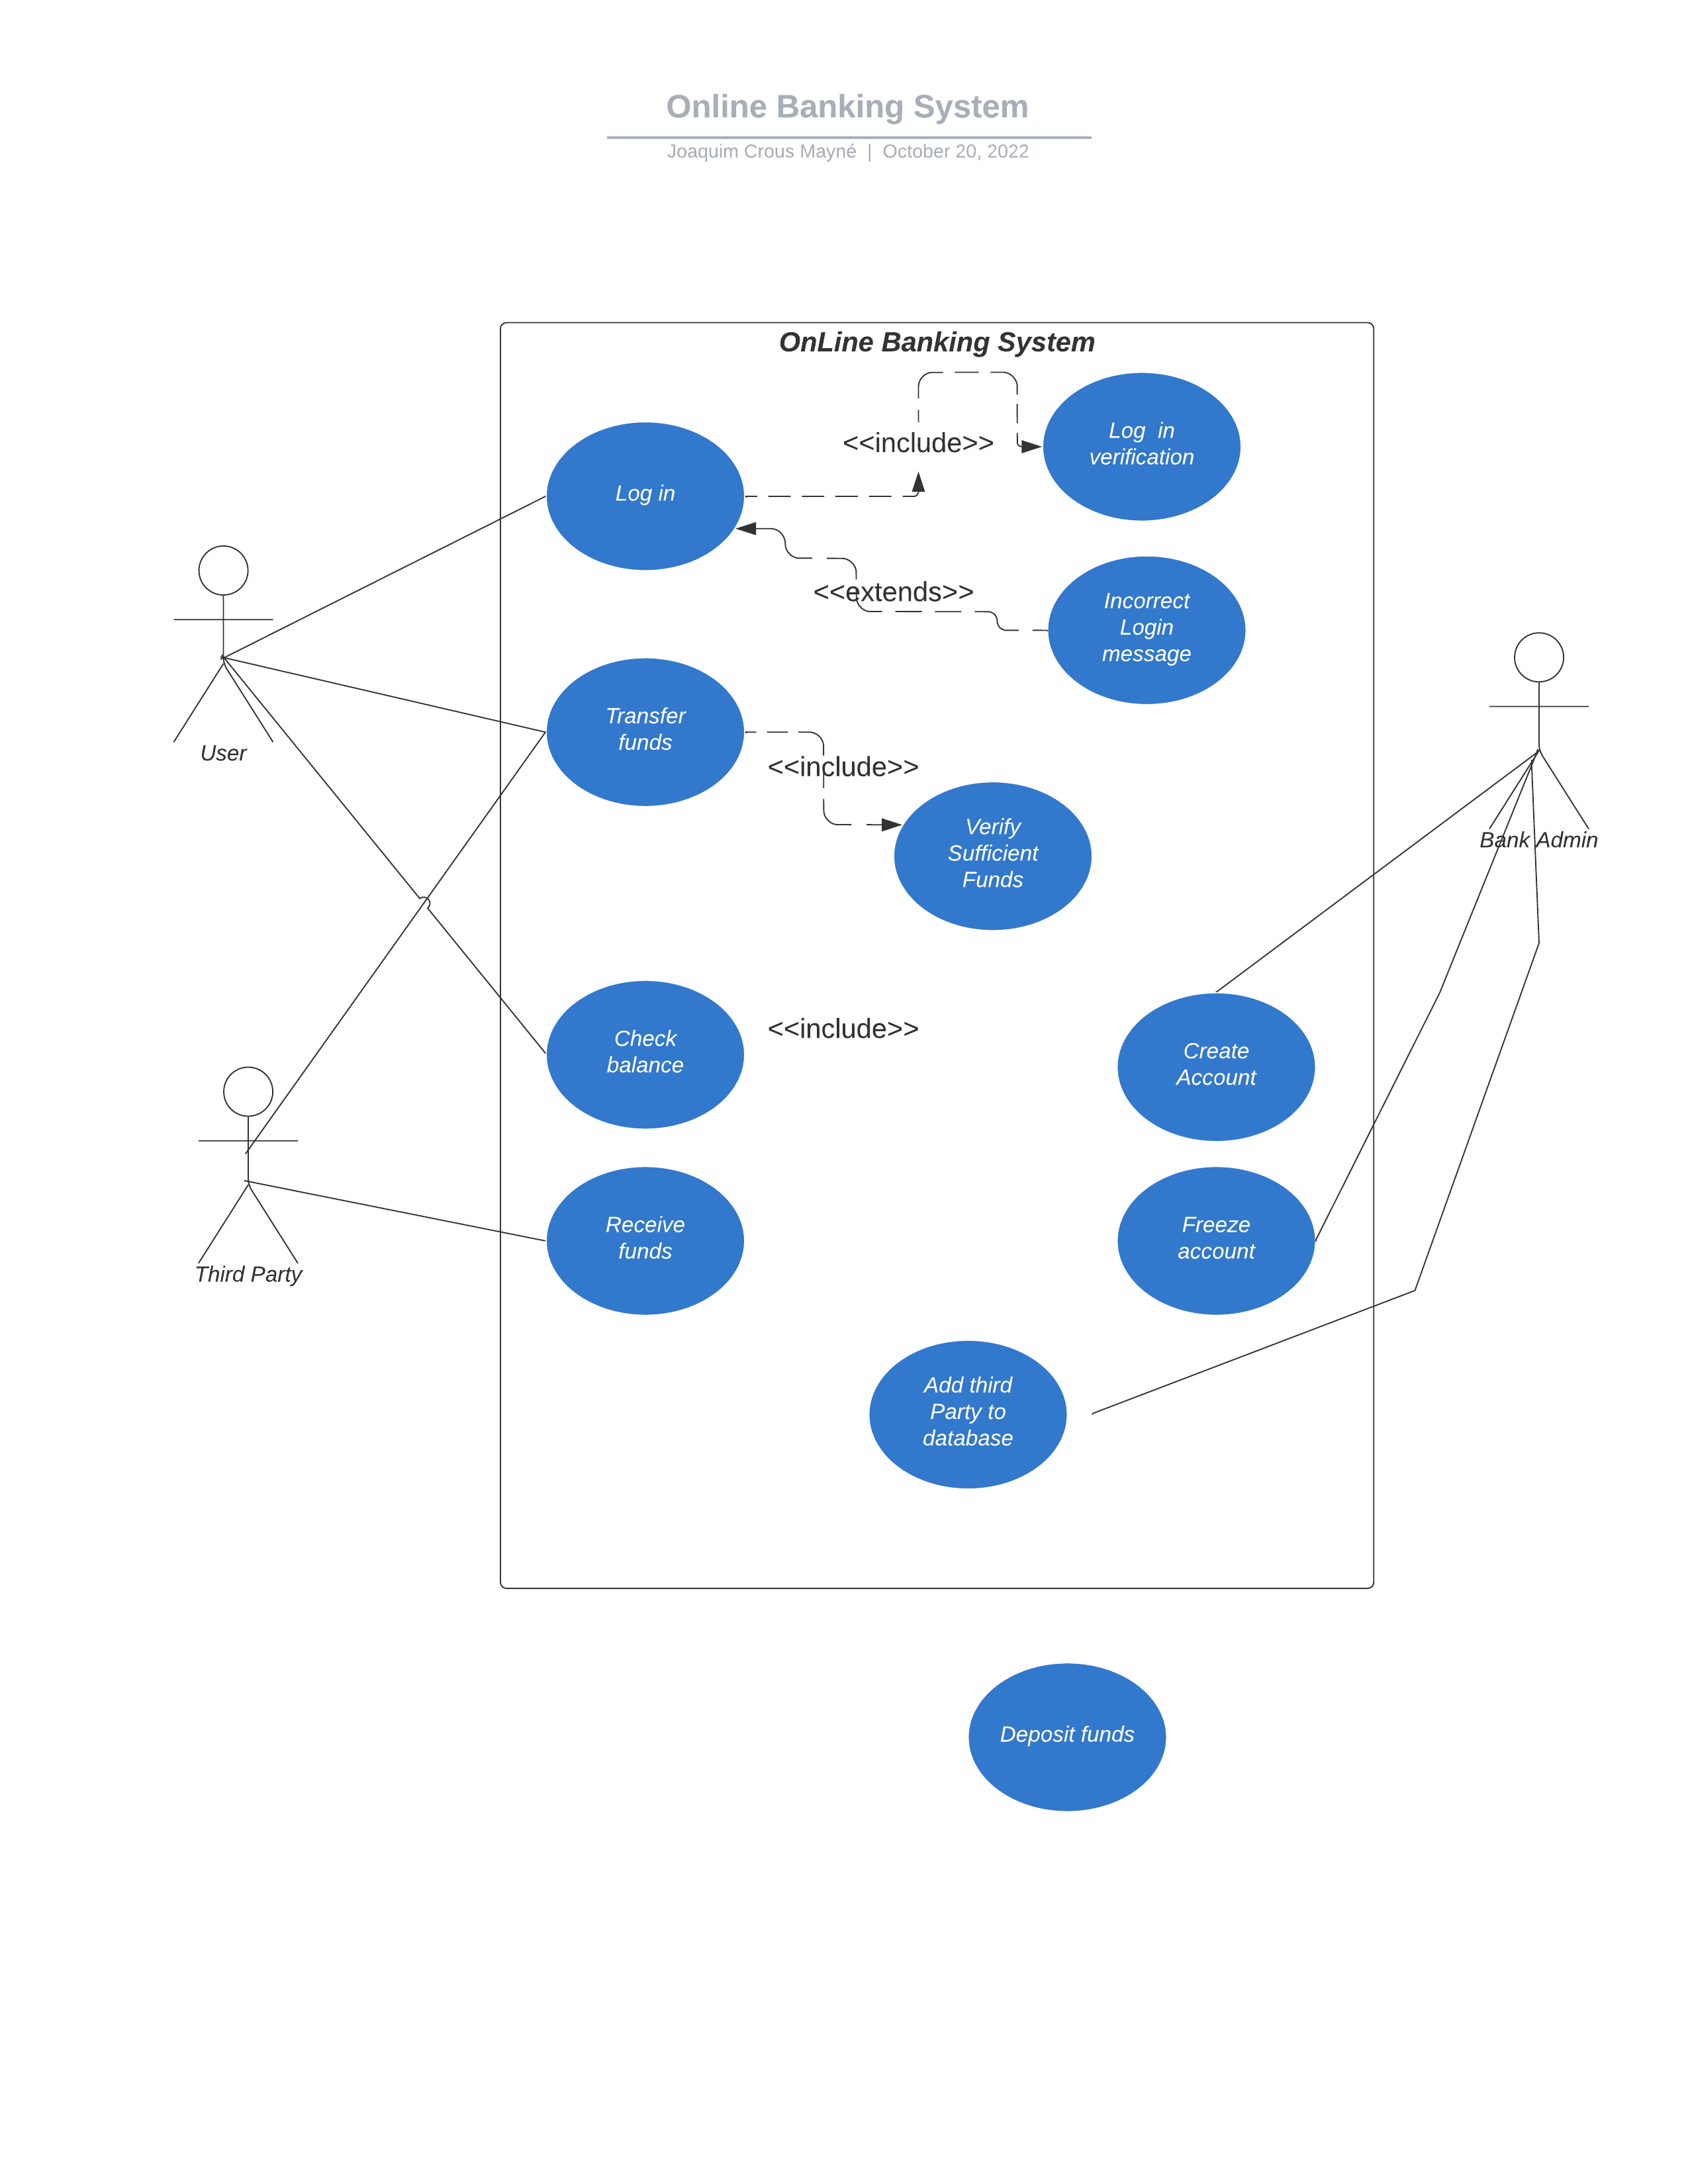 Online Banking System
Joaquim Crous Mayné | October 20, 2022
OnLine Banking System
Log in
verification
<<include>>
Log in
<<extends>>
Incorrect
Login
message
Transfer
funds
<<include>>
Verify
Sufficient
Funds
User
Bank Admin
Check
balance
<<include>>
Create
Account
Receive
funds
Freeze
account
Third Party
Add third
Party to
database
Deposit funds